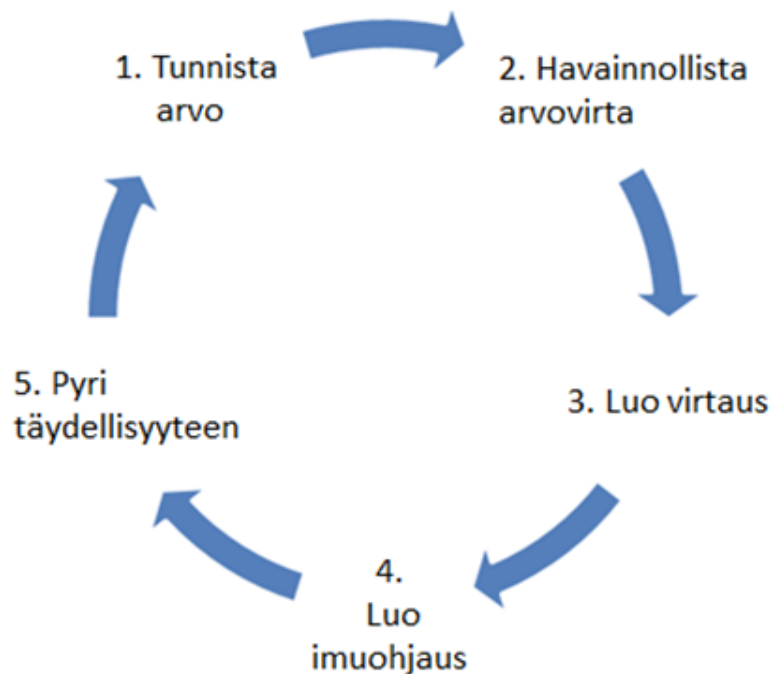 1. Tunnista
arvo
2. Havainnollista
arvovirta
3. Luo virtaus
4.
Luo
imuohjaus
5. Pyri
täydellisyyteen